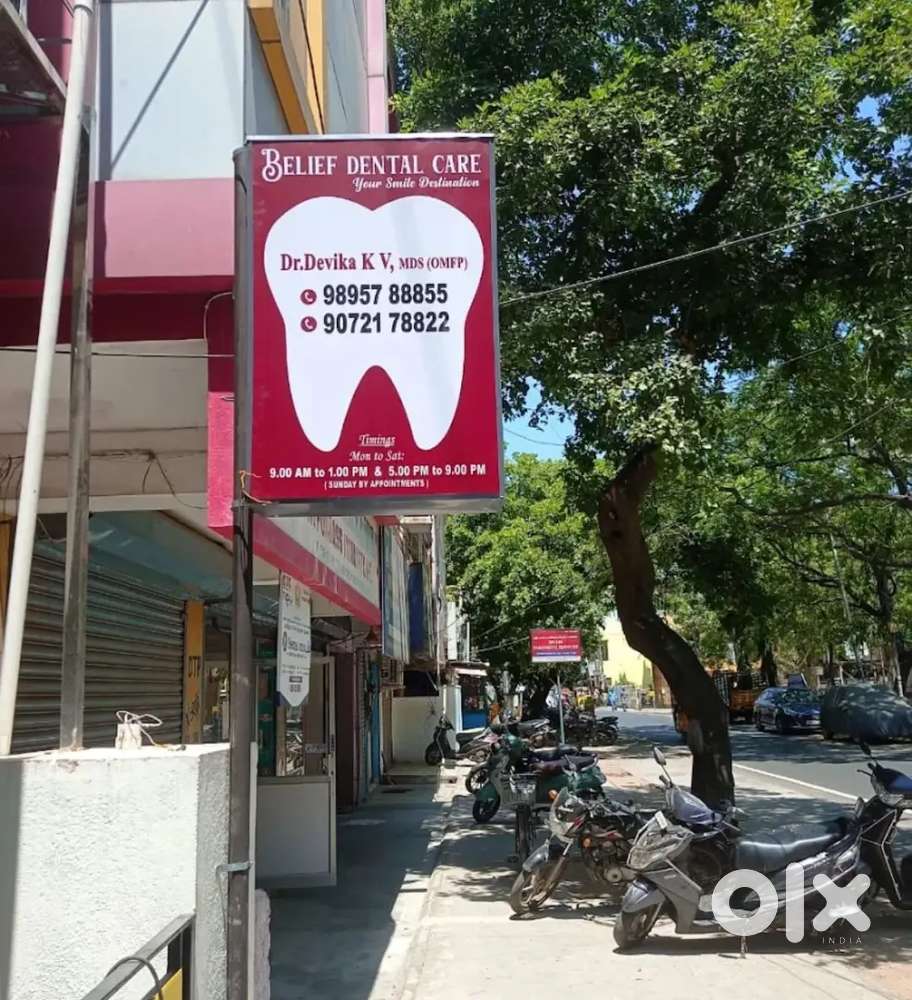 BELIEF DENTAL CARE
Your Smile Destination
Dr.Devika K V, MDS (OMFP)
98957 88855
90721 78822
Timings
Mon to Sat:
9.00 AM to 1.00 PM & 5.00 PM to 9.00 PM
( SUNDAY BY APPOINTMENTS )
DTP
olx
INDIA